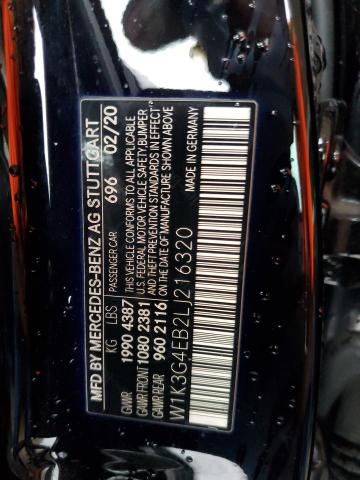 MFD BY MERCEDES-BENZ AG STUTTGART
PASSENGER CAR 696 02/20
KG LBS
GVWR 1990 4387
GAWR FRONT 1080 2381
GAWR REAR 960 2116
THIS VEHICLE CONFORMS TO ALL APPLICABLE
U.S. FEDERAL MOTOR VEHICLE SAFETY, BUMPER
AND THEFT PREVENTION STANDARDS IN EFFECT
ON THE DATE OF MANUFACTURE SHOWN ABOVE
W1K3G4EB2LJ216320
MADE IN GERMANY